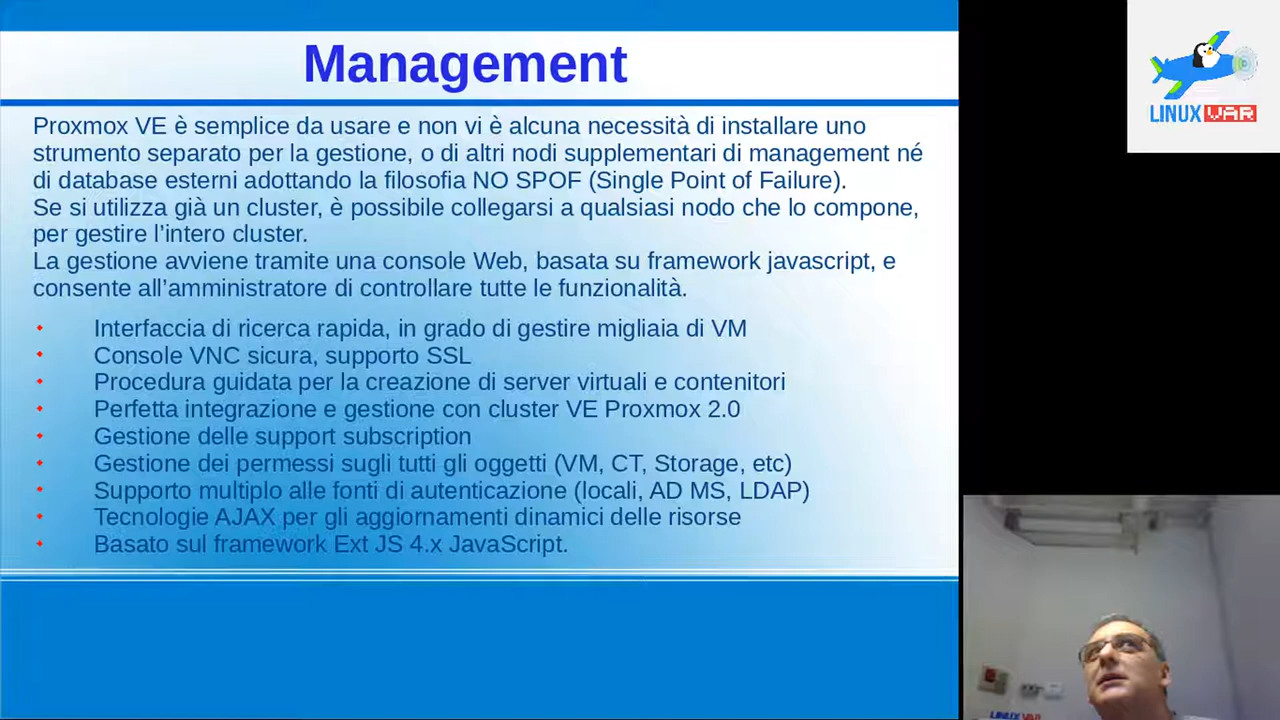 Management
Proxmox VE è semplice da usare e non vi è alcuna necessità di installare uno
strumento separato per la gestione, o di altri nodi supplementari di management né
di database esterni adottando la filosofia NO SPOF (Single Point of Failure).
Se si utilizza già un cluster, è possibile collegarsi a qualsiasi nodo che lo compone,
per gestire l'intero cluster.
La gestione avviene tramite una console Web, basata su framework javascript, e
consente all'amministratore di controllare tutte le funzionalità.
Interfaccia di ricerca rapida, in grado di gestire migliaia di VM
Console VNC sicura, supporto SSL
Procedura guidata per la creazione di server virtuali e contenitori
Perfetta integrazione e gestione con cluster VE Proxmox 2.0
Gestione delle support subscription
Gestione dei permessi sugli tutti gli oggetti (VM, CT, Storage, etc)
Supporto multiplo alle fonti di autenticazione (locali, AD MS, LDAP)
Tecnologie AJAX per gli aggiornamenti dinamici delle risorse
Basato sul framework Ext JS 4.x JavaScript.
LINUX VAR
LINUX VAR